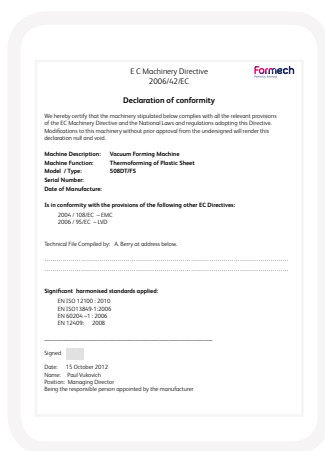 E C Machinery Directive
2006/42/EC
Formech
Declaration of conformity
We hereby certify that the machinery stipulated below complies with all the relevant provisions
of the EC Machinery Directive and the National Laws and regulations adopting this Directive.
Modifications to this machinery without prior approval from the undersigned will render this
declaration null and void.
Machine Description: Vacuum Forming Machine
Machine Function: Thermoforming of Plastic Sheet
Model / Type: 508DT/FS
Serial Number:
Date of Manufacture:
Is in conformity with the provisions of the following other EC Directives:
2004 / 108/EC – EMC
2006 / 95/EC – LVD
Technical File Compiled by: A. Berry at address below.
Significant harmonised standards applied:
EN ISO 12100 : 2010
EN ISO13849-1:2006
EN 60204 –1 : 2006
EN 12409: 2008
Signed
Date: 15 October 2012
Name: Paul Vukovich
Position: Managing Director
Being the responsible person appointed by the manufacturer